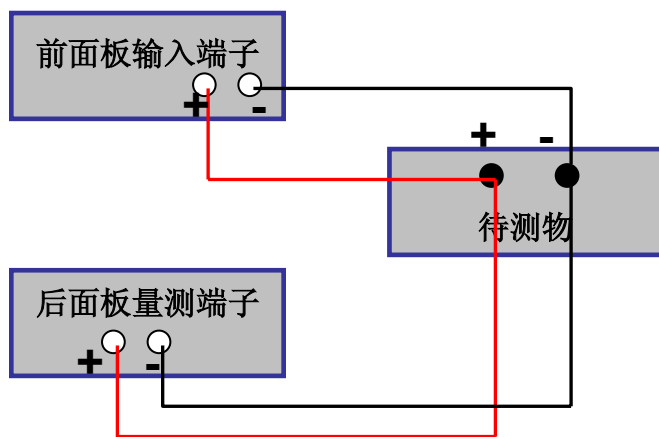 前面板输入端子
+ -
+ -
待测物
后面板量测端子
+ -